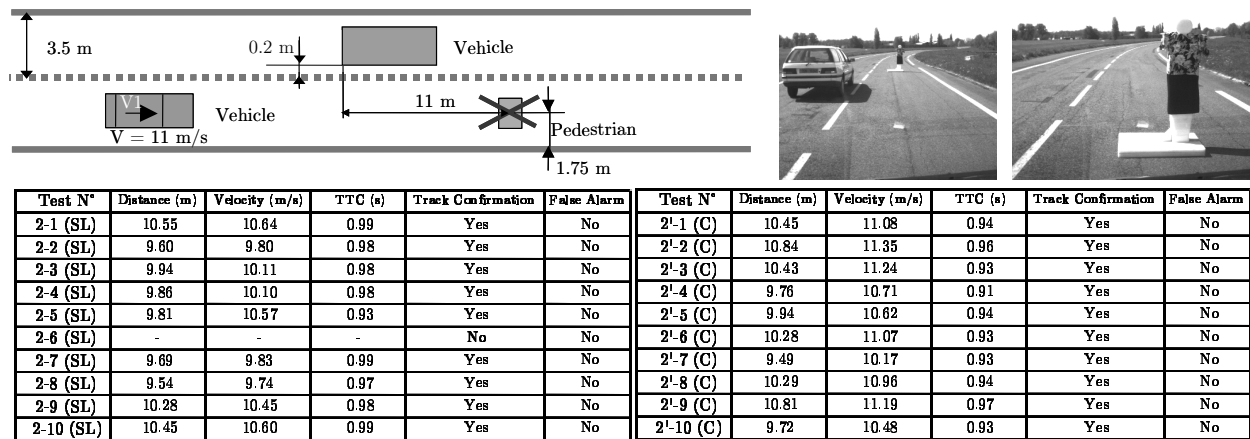 3.5 m
0.2 m
Vehicle
V1
Vehicle
V = 11 m/s
11 m
Pedestrian
1.75 m
Test N° Distance (m) Velocity (m/s) TTC (s) Track Confirmation False Alarm
2-1 (SL) 10.55 10.64 0.99 Yes No
2-2 (SL) 9.60 9.80 0.98 Yes No
2-3 (SL) 9.94 10.11 0.98 Yes No
2-4 (SL) 9.86 10.10 0.98 Yes No
2-5 (SL) 9.81 10.57 0.93 Yes No
2-6 (SL) - - - No No
2-7 (SL) 9.69 9.83 0.99 Yes No
2-8 (SL) 9.54 9.74 0.97 Yes No
2-9 (SL) 10.28 10.45 0.98 Yes No
2-10 (SL) 10.45 10.60 0.99 Yes No
Test N° Distance (m) Velocity (m/s) TTC (s) Track Confirmation False Alarm
2'-1 (C) 10.45 11.08 0.94 Yes No
2'-2 (C) 10.84 11.35 0.96 Yes No
2'-3 (C) 10.43 11.24 0.93 Yes No
2'-4 (C) 9.76 10.71 0.91 Yes No
2'-5 (C) 9.94 10.62 0.94 Yes No
2'-6 (C) 10.28 11.07 0.93 Yes No
2'-7 (C) 9.49 10.17 0.93 Yes No
2'-8 (C) 10.29 10.96 0.94 Yes No
2'-9 (C) 10.81 11.19 0.97 Yes No
2'-10 (C) 9.72 10.48 0.93 Yes No